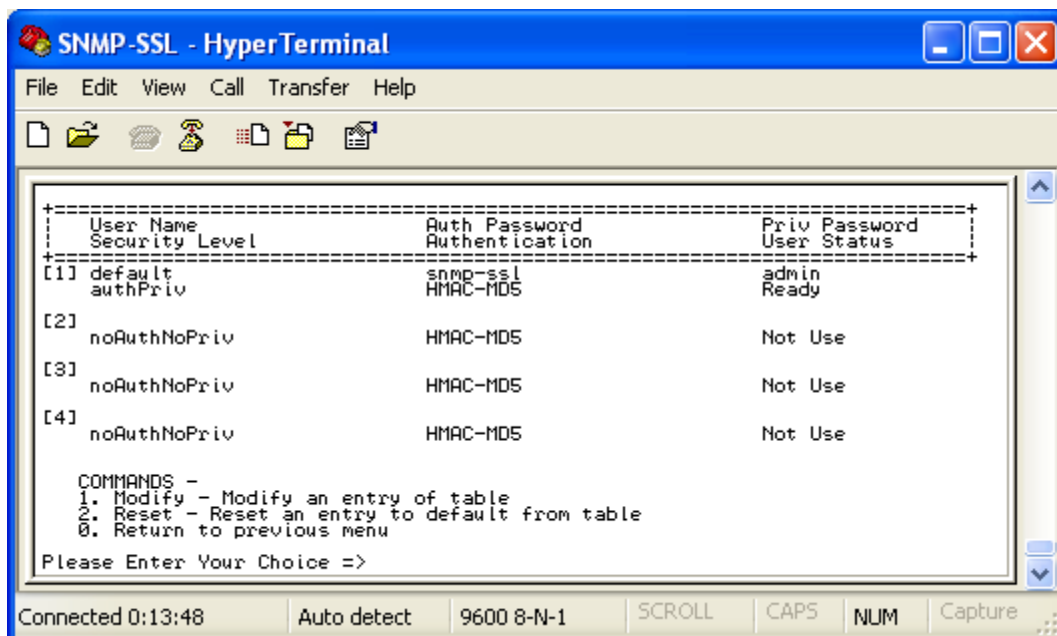 SNMP-SSL - HyperTerminal
File Edit View Call Transfer Help
+==============================================================================+
User Name Auth Password Priv Password
Security Level Authentication User Status
+==============================================================================+
[1] default snmp-ssl admin
authPriv HMAC-MD5 Ready
[2]
noAuthNoPriv HMAC-MD5 Not Use
[3]
noAuthNoPriv HMAC-MD5 Not Use
[4]
noAuthNoPriv HMAC-MD5 Not Use
COMMANDS -
1. Modify - Modify an entry of table
2. Reset - Reset an entry to default from table
0. Return to previous menu
Please Enter Your Choice =>
Connected 0:13:48 Auto detect 9600 8-N-1 SCROLL CAPS NUM Capture